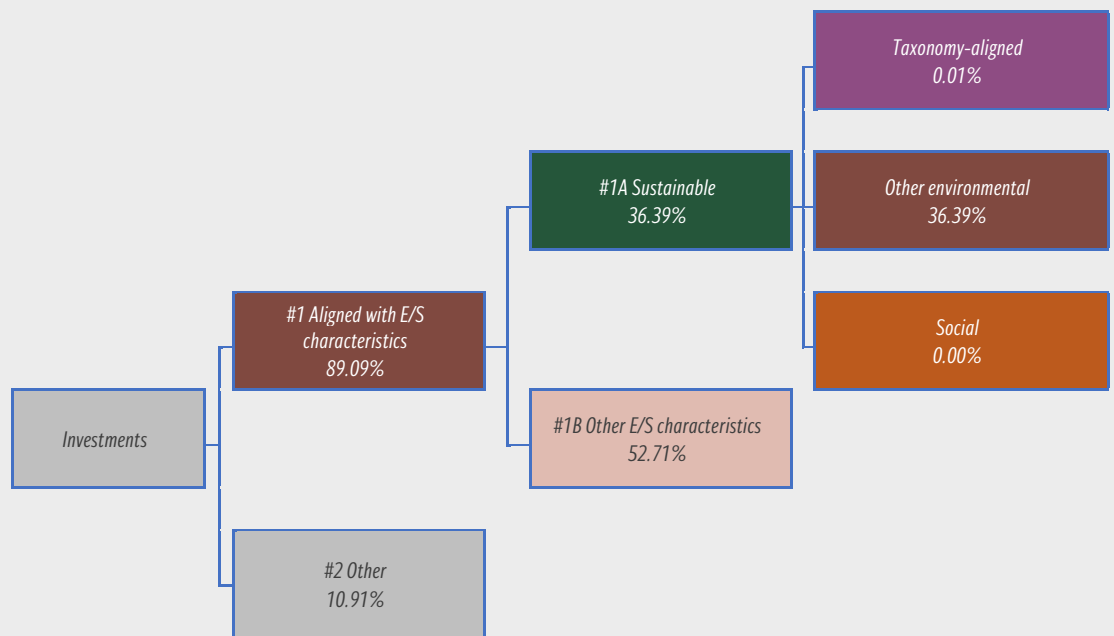 Taxonomy-aligned
0.01%
#1A Sustainable
36.39%
Other environmental
36.39%
#1 Aligned with E/S
characteristics
89.09%
Social
0.00%
Investments
#1B Other E/S characteristics
52.71%
#2 Other
10.91%